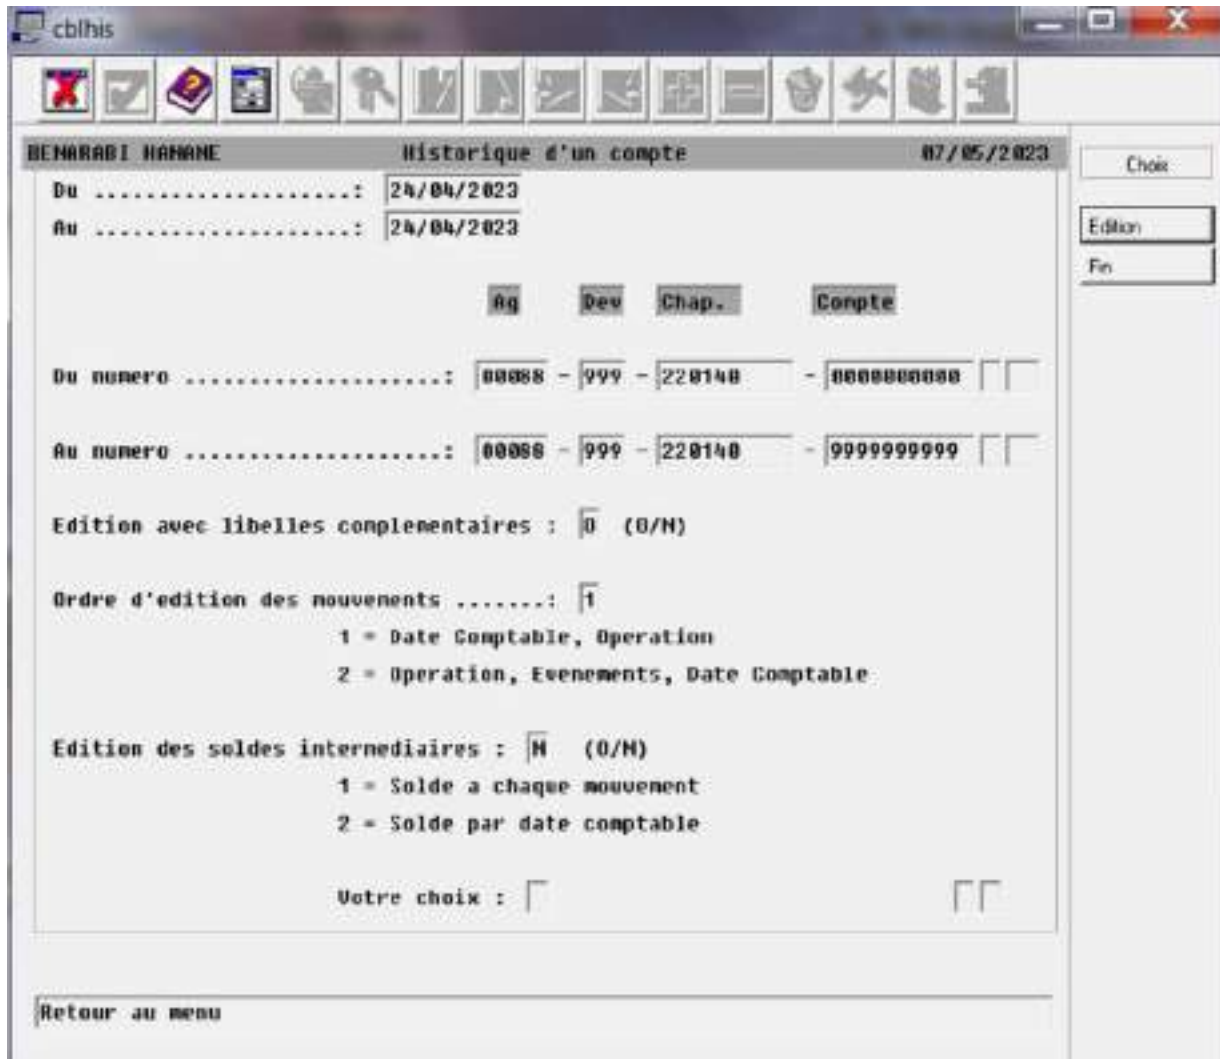 cblhis
BENARABI HANANE Historique d'un compte 07/05/2023
Choix
Du ....................: 24/04/2023
Au ....................: 24/04/2023
Edition
Fin
Ag Dev Chap. Compte
Du numero ....................: 00088 - 999 - 220140 - 0000000000
Au numero ....................: 00088 - 999 - 220140 - 9999999999
Edition avec libelles complementaires : O (O/N)
Ordre d'edition des mouvements .......: 1
1 = Date Comptable, Operation
2 = Operation, Evenements, Date Comptable
Edition des soldes intermediaires : N (O/N)
1 = Solde a chaque mouvement
2 = Solde par date comptable
Votre choix :
Retour au menu